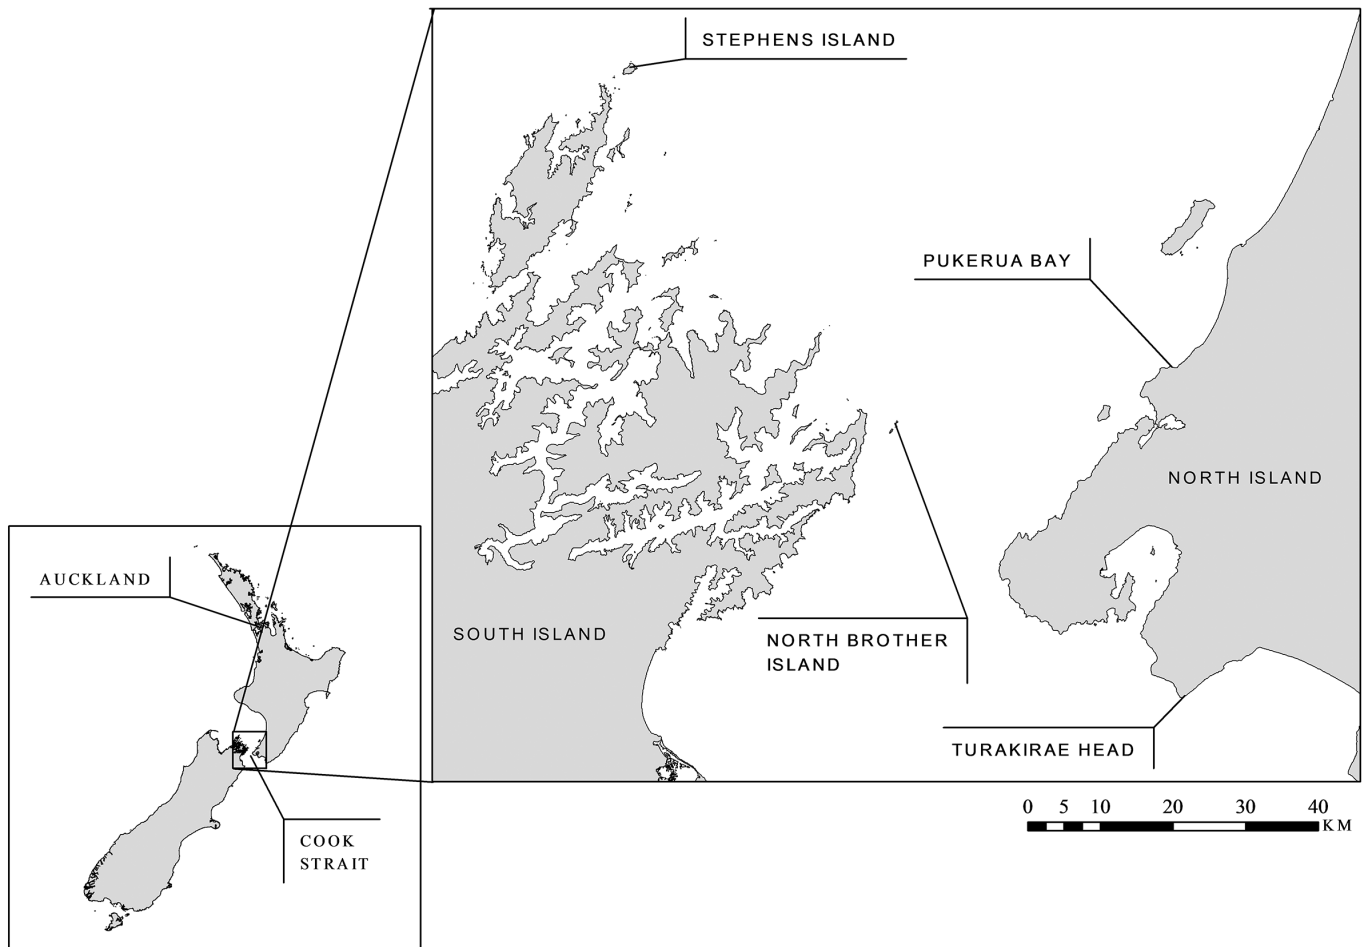 STEPHENS ISLAND
PUKERUA BAY
NORTH ISLAND
AUCKLAND
SOUTH ISLAND
NORTH BROTHER
ISLAND
TURAKIRAE HEAD
0 5 10 20 30 40
KM
COOK
STRAIT